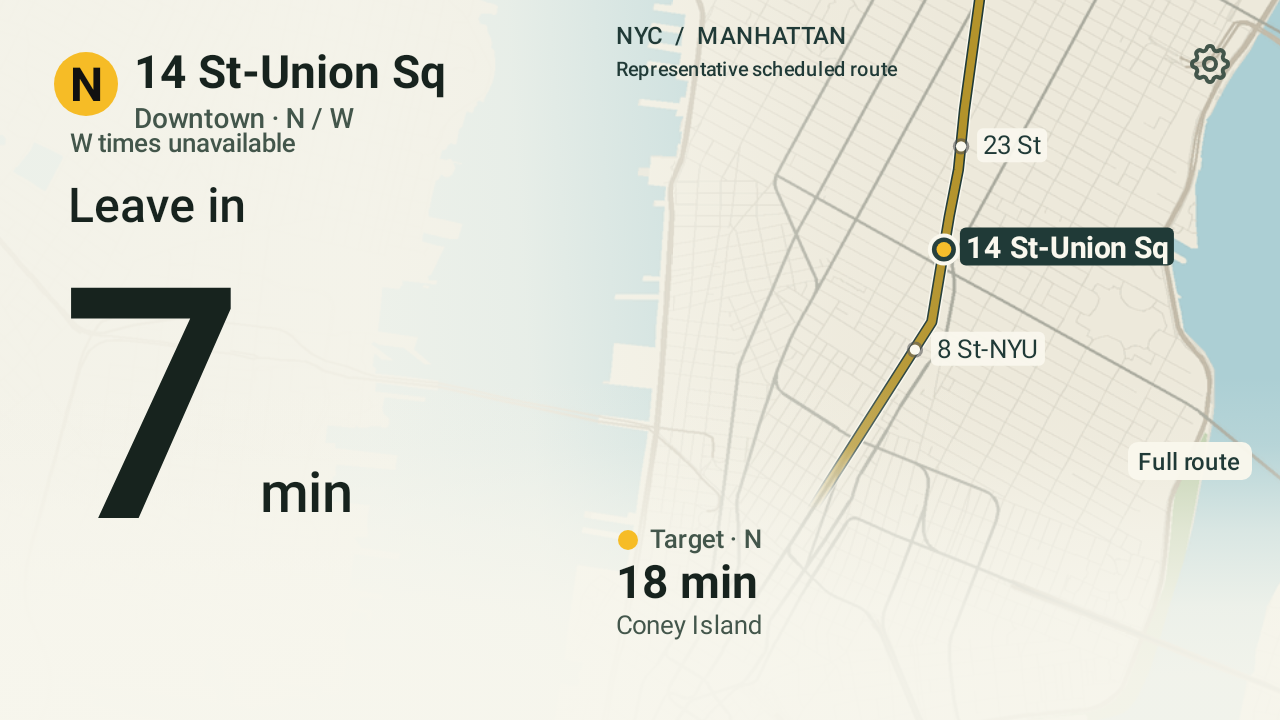 N
14 St-Union Sq
Downtown · N / W
W times unavailable
Leave in
7 min
NYC / MANHATTAN
Representative scheduled route
23 St
14 St-Union Sq
8 St-NYU
Full route
Target · N
18 min
Coney Island